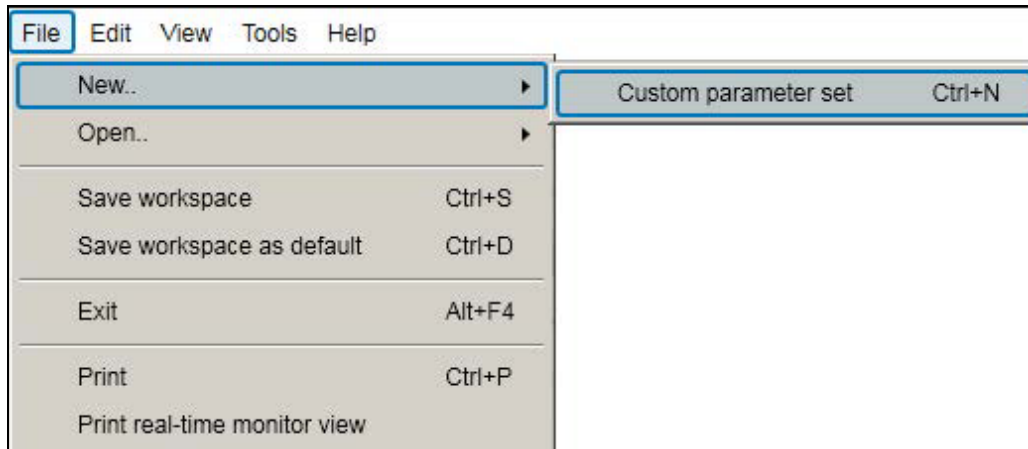 File Edit View Tools Help
New..
Custom parameter set Ctrl+N
Open..
Save workspace Ctrl+S
Save workspace as default Ctrl+D
Exit Alt+F4
Print Ctrl+P
Print real-time monitor view